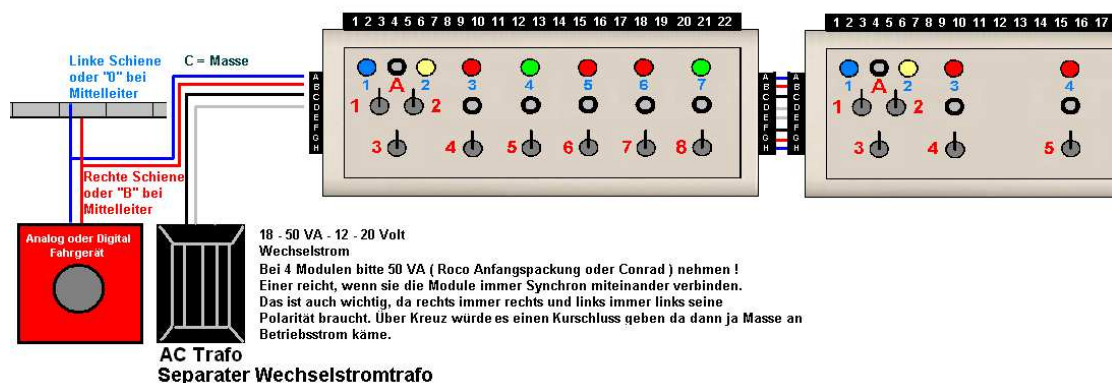 1 2 3 4 5 6 7 8 9 10 11 12 13 14 15 16 17 18 19 20 21 22
1 2 3 4 5 6 7 8 9 10 11 12 13 14 15 16 17
Linke Schiene
oder "0" bei
Mittelleiter
C = Masse
A
B
C
D
E
F
G
H
1 A 2 3 4 5 6 7
1 2
3 4 5 6 7 8
A
B
C
D
E
F
G
H
A
B
C
D
E
F
G
H
1 A 2 3 4
1 2
3 4 5
Rechte Schiene
oder "B" bei
Mittelleiter
Analog oder Digital
Fahrgerät
18 - 50 VA - 12 - 20 Volt
Wechselstrom
Bei 4 Modulen bitte 50 VA ( Roco Anfangspackung oder Conrad ) nehmen !
Einer reicht, wenn sie die Module immer Synchron miteinander verbinden.
Das ist auch wichtig, da rechts immer rechts und links immer links seine
Polarität braucht. Über Kreuz würde es einen Kurschluss geben da dann ja Masse an
Betriebsstrom käme.
AC Trafo
Separater Wechselstromtrafo